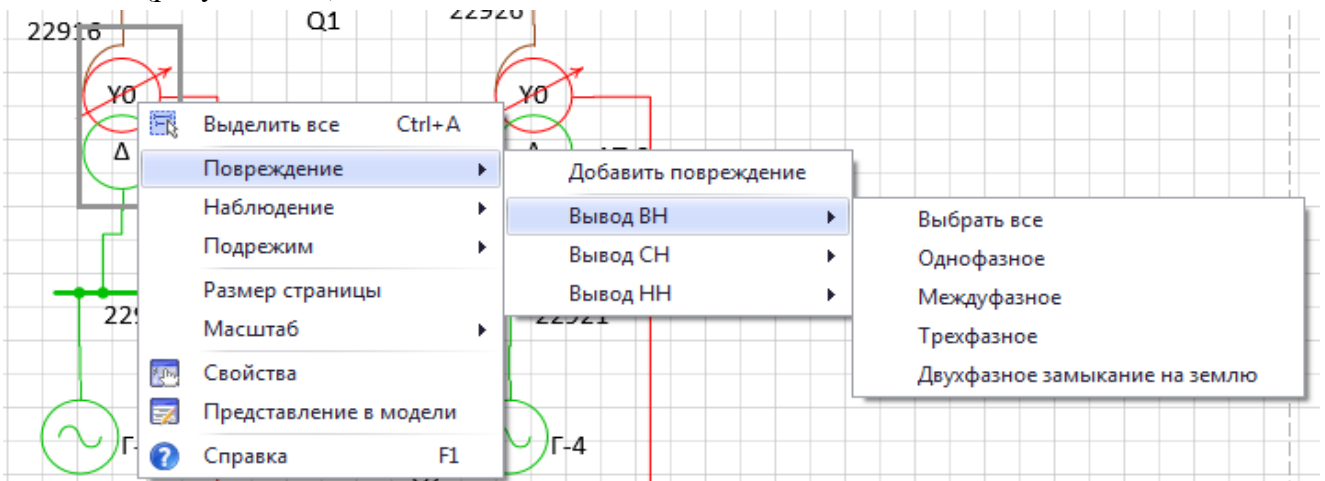 22916
Q1
22926
Y0
Y0
Выделить все Ctrl+A
Δ
Повреждение
Добавить повреждение
Наблюдение
Вывод ВН
Выбрать все
Подрежим
Вывод СН
Однофазное
Размер страницы
Вывод НН
Междуфазное
22921
Масштаб
Трехфазное
Свойства
Двухфазное замыкание на землю
Представление в модели
Г-4
Справка F1